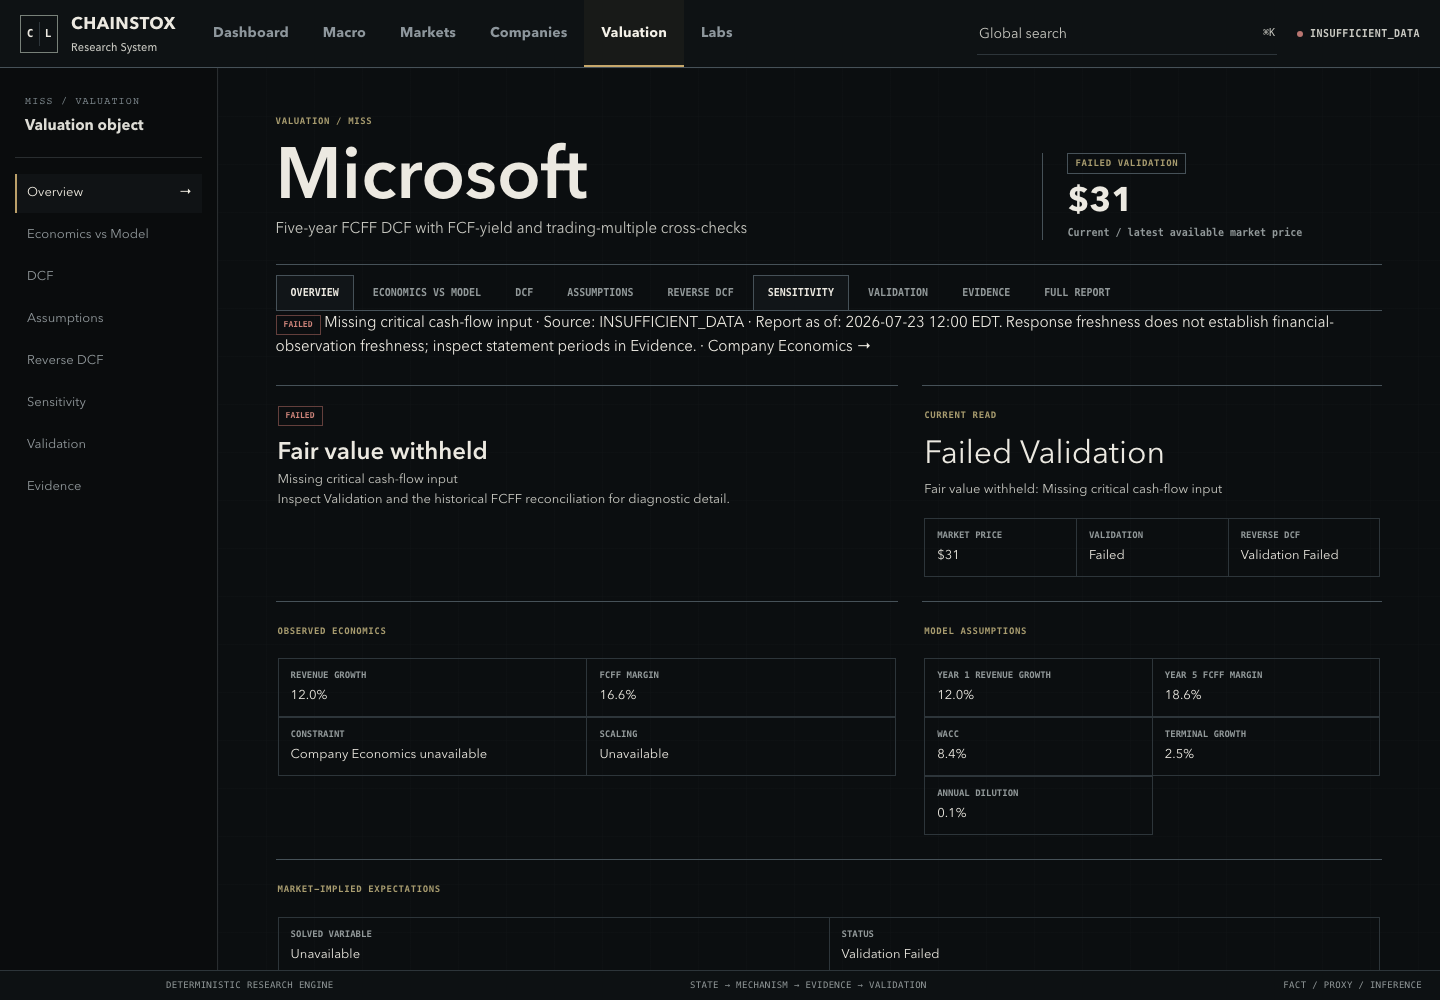 C L
CHAINSTOX
Research System
Dashboard
Macro
Markets
Companies
Valuation
Labs
Global search
⌘K
INSUFFICIENT_DATA
MISS / VALUATION
Valuation object
Overview →
Economics vs Model
DCF
Assumptions
Reverse DCF
Sensitivity
Validation
Evidence
VALUATION / MISS
Microsoft
Five-year FCFF DCF with FCF-yield and trading-multiple cross-checks
FAILED VALIDATION
$31
Current / latest available market price
OVERVIEW
ECONOMICS VS MODEL
DCF
ASSUMPTIONS
REVERSE DCF
SENSITIVITY
VALIDATION
EVIDENCE
FULL REPORT
FAILED Missing critical cash-flow input · Source: INSUFFICIENT_DATA · Report as of: 2026-07-23 12:00 EDT. Response freshness does not establish financial-
observation freshness; inspect statement periods in Evidence. · Company Economics →
FAILED
Fair value withheld
Missing critical cash-flow input
Inspect Validation and the historical FCFF reconciliation for diagnostic detail.
CURRENT READ
Failed Validation
Fair value withheld: Missing critical cash-flow input
MARKET PRICE
$31
VALIDATION
Failed
REVERSE DCF
Validation Failed
OBSERVED ECONOMICS
REVENUE GROWTH
12.0%
FCFF MARGIN
16.6%
CONSTRAINT
Company Economics unavailable
SCALING
Unavailable
MODEL ASSUMPTIONS
YEAR 1 REVENUE GROWTH
12.0%
YEAR 5 FCFF MARGIN
18.6%
WACC
8.4%
TERMINAL GROWTH
2.5%
ANNUAL DILUTION
0.1%
MARKET-IMPLIED EXPECTATIONS
SOLVED VARIABLE
Unavailable
STATUS
Validation Failed
DETERMINISTIC RESEARCH ENGINE
STATE → MECHANISM → EVIDENCE → VALIDATION
FACT / PROXY / INFERENCE